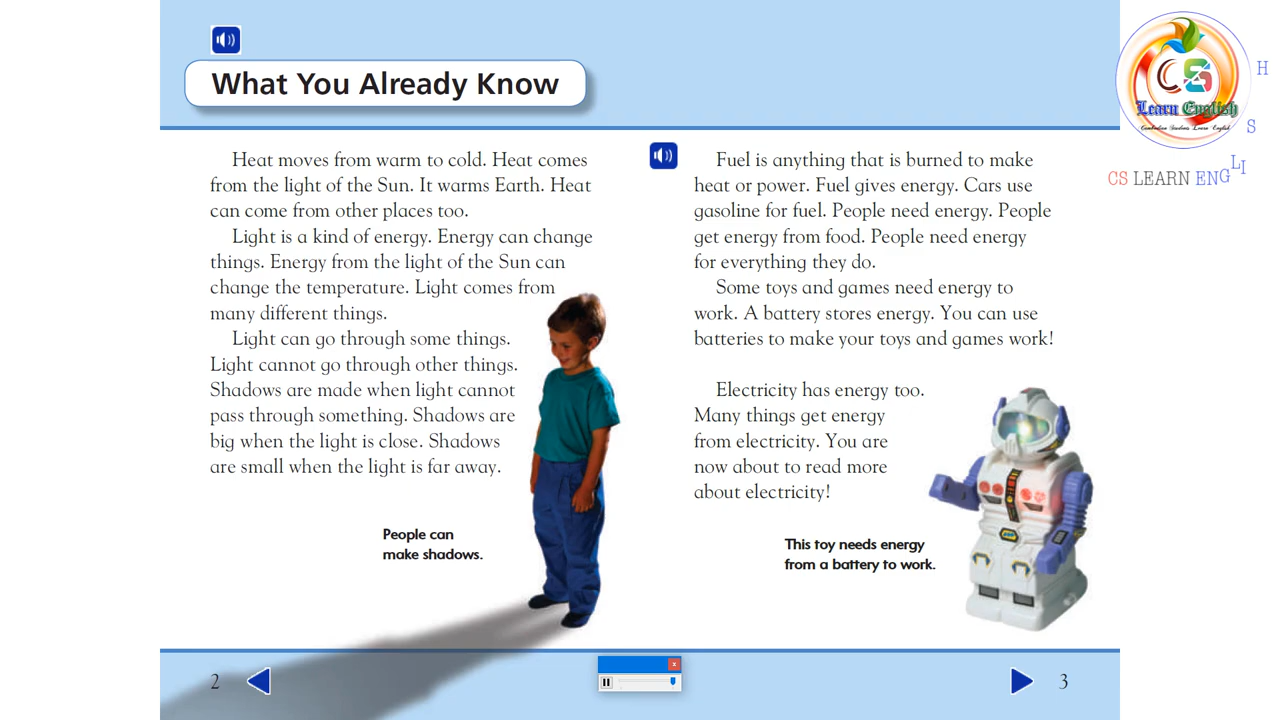 What You Already Know
Heat moves from warm to cold. Heat comes
from the light of the Sun. It warms Earth. Heat
can come from other places too.
Light is a kind of energy. Energy can change
things. Energy from the light of the Sun can
change the temperature. Light comes from
many different things.
Light can go through some things.
Light cannot go through other things.
Shadows are made when light cannot
pass through something. Shadows are
big when the light is close. Shadows
are small when the light is far away.
People can
make shadows.
2
Fuel is anything that is burned to make
heat or power. Fuel gives energy. Cars use
gasoline for fuel. People need energy. People
get energy from food. People need energy
for everything they do.
Some toys and games need energy to
work. A battery stores energy. You can use
batteries to make your toys and games work!
Electricity has energy too.
Many things get energy
from electricity. You are
now about to read more
about electricity!
This toy needs energy
from a battery to work.
3
x
CS
Learn English
Cambodian Students Learn English
CS LEARN ENGLISH